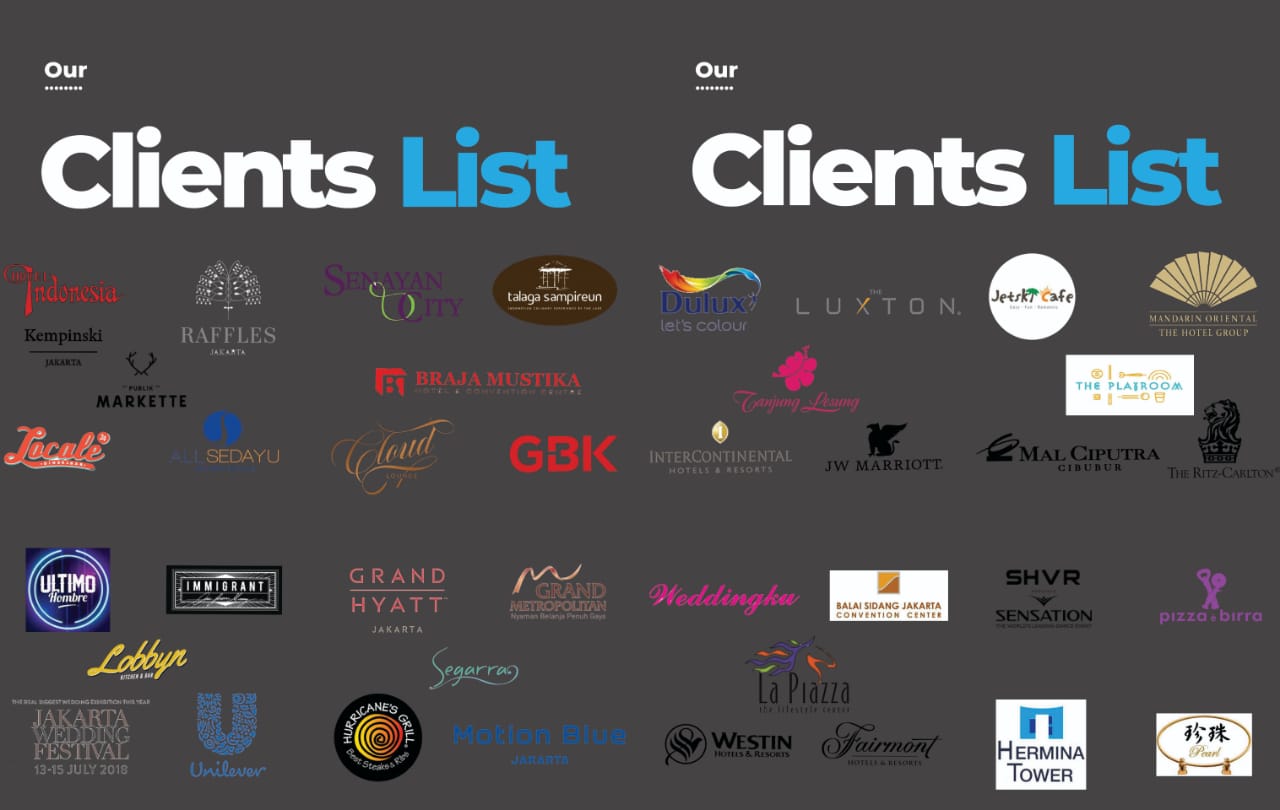 Our
Clients List
Hotel
Indonesia
Kempinski
JAKARTA
RAFFLES
JAKARTA
SENAYAN
CITY
talaga sampireun
PUBLIK
MARKETTE
BRAJA MUSTIKA
HOTEL & CONVENTION CENTRE
Locale
24
ALL SEDAYU
Cloud
LOUNGE
GBK
ULTIMO
Hombre
IMMIGRANT
GRAND
HYATT™
JAKARTA
GRAND
METROPOLITAN
Nyaman Belanja Penuh Gaya
Lobbyn
KITCHEN & BAR
Segarra
THE REAL BIGGEST WEDDING EXHIBITION THIS YEAR
JAKARTA
WEDDING
FESTIVAL
13-15 JULY 2018
Unilever
HURRICANE'S GRILL
Best Steaks & Ribs
Motion Blue
JAKARTA
Our
Clients List
Dulux
let's colour
THE
LUXTON®
Jetski Cafe
MANDARIN ORIENTAL
THE HOTEL GROUP
Tanjung Lesung
THE PLAYROOM
INTERCONTINENTAL
HOTELS & RESORTS
JW MARRIOTT
MAL CIPUTRA
CIBUBUR
THE RITZ-CARLTON®
Weddingku
BALAI SIDANG JAKARTA
CONVENTION CENTER
SHVR
SENSATION
THE WORLD'S LEADING DANCE EVENT
pizza e birra
La Piazza
the lifestyle center
WESTIN
HOTELS & RESORTS
Fairmont
HOTELS & RESORTS
HERMINA
TOWER
珍珠
Pearl